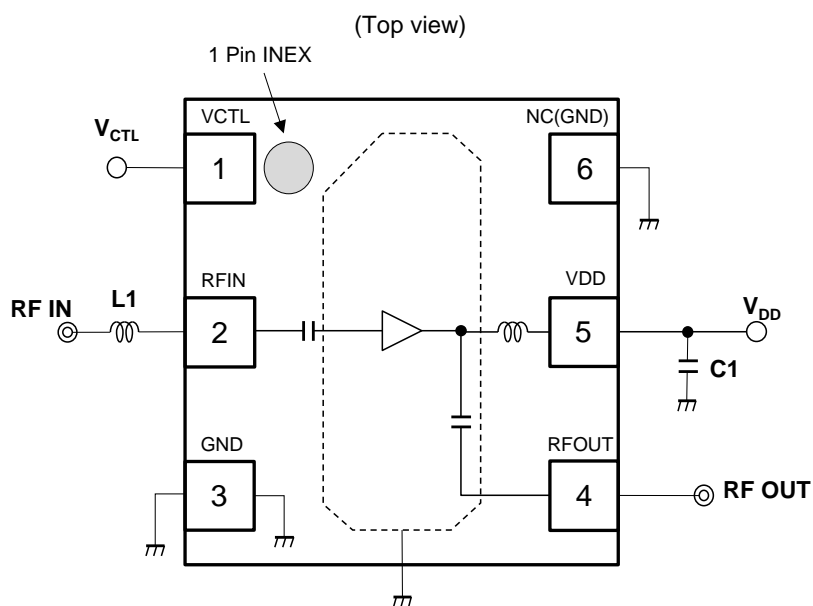 (Top view)
1 Pin INEX
VCTL
NC(GND)
VCTL
1
6
RFIN
VDD
RF IN
L1
2
5
VDD
C1
GND
RFOUT
3
4
RF OUT